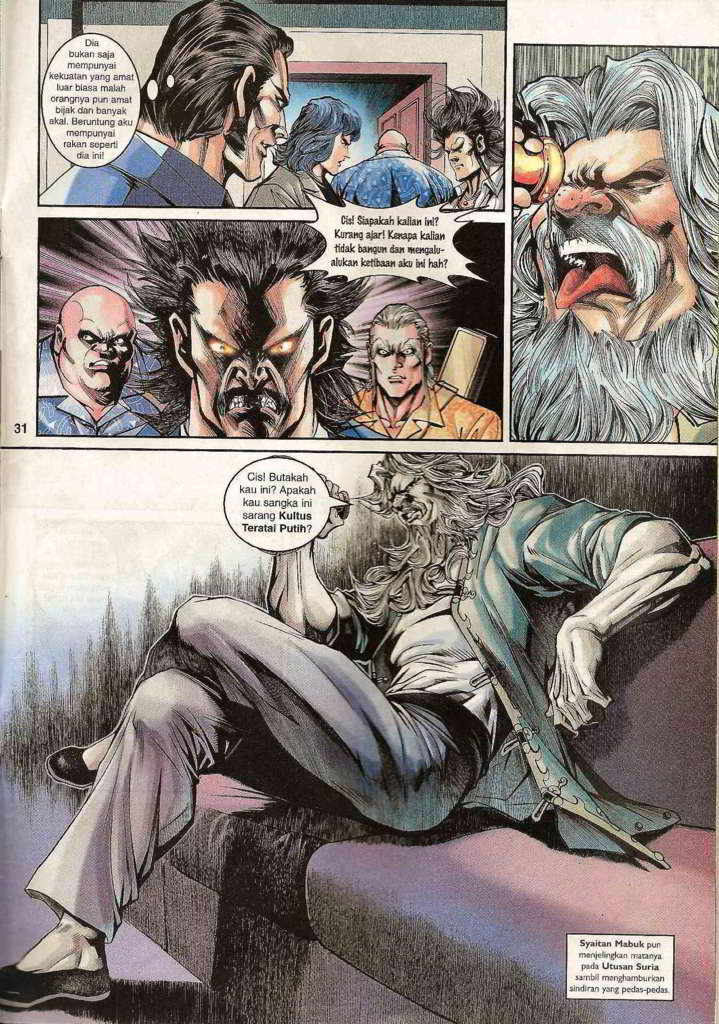 Dia
bukan saja
mempunyai
kekuatan yang amat
luar biasa malah
orangnya pun amat
bijak dan banyak
akal. Beruntung aku
mempunyai
rakan seperti
dia ini!
Cis! Siapakah kalian ini?
Kurang ajar! Kenapa kalian
tidak bangun dan mengalu-
alukan ketibaan aku ini hah?
31
Cis! Butakah
kau ini? Apakah
kau sangka ini
sarang Kultus
Teratai Putih?
Syaitan Mabuk pun
menjelingkan matanya
pada Utusan Suria
sambil menghamburkan
sindiran yang pedas-pedas.